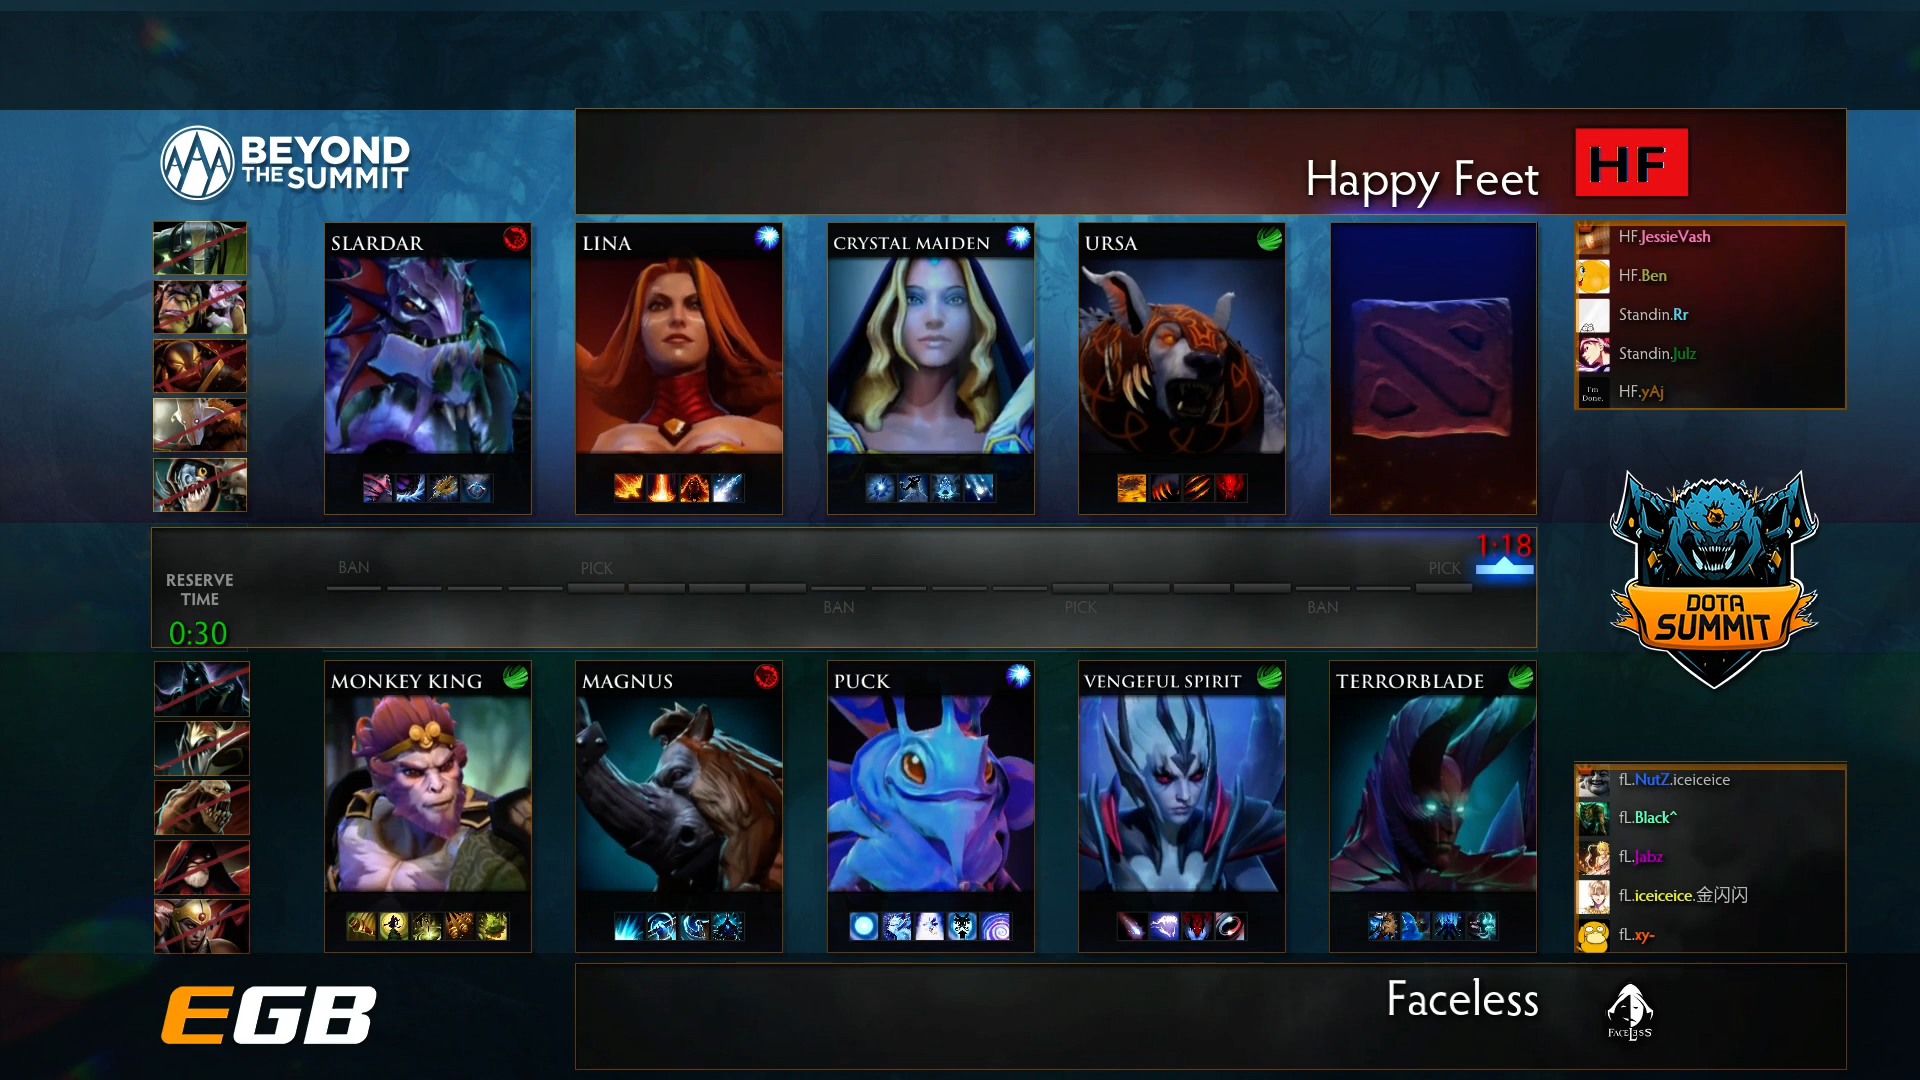 BEYOND
THE SUMMIT
Happy Feet
HF
SLARDAR
LINA
CRYSTAL MAIDEN
URSA
HF.JessieVash
HF.Ben
Standin.Rr
Standin.Julz
I'm
Done.
HF.yAj
BAN
PICK
PICK
1:18
RESERVE
TIME
0:30
BAN
PICK
BAN
DOTA
SUMMIT
MONKEY KING
MAGNUS
PUCK
VENGEFUL SPIRIT
TERRORBLADE
fL.NutZ.iceiceice
fL.Black^
fL.Jabz
fL.iceiceice.金闪闪
fL.xy-
EGB
Faceless
FACELESS